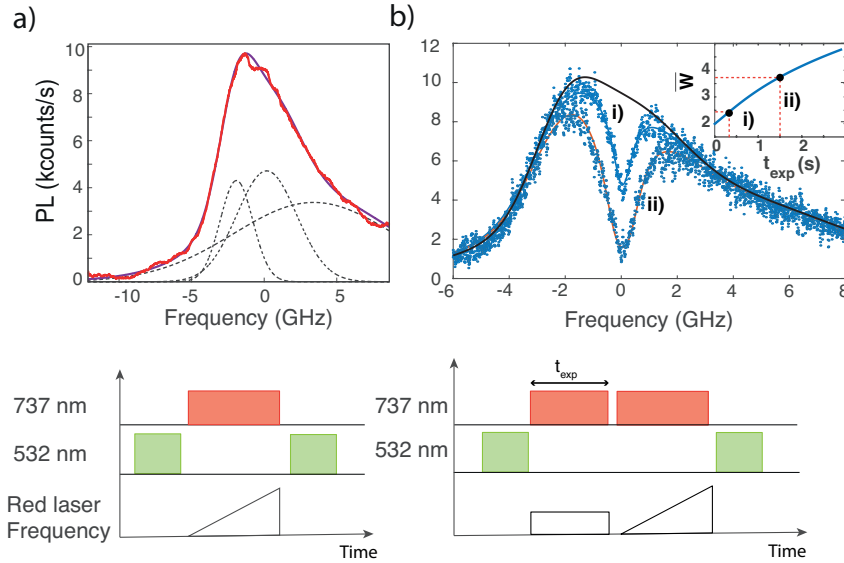 a)
PL (kcounts/s)
10
8
6
4
2
0
-10
-5
0
5
Frequency (GHz)
b)
12
10
8
6
4
2
0
-6
-4
-2
0
2
4
6
8
Frequency (GHz)
i)
ii)
W
4
3
2
0
1
2
t_exp (s)
i)
ii)
737 nm
532 nm
Red laser
Frequency
Time
t_exp
737 nm
532 nm
Time